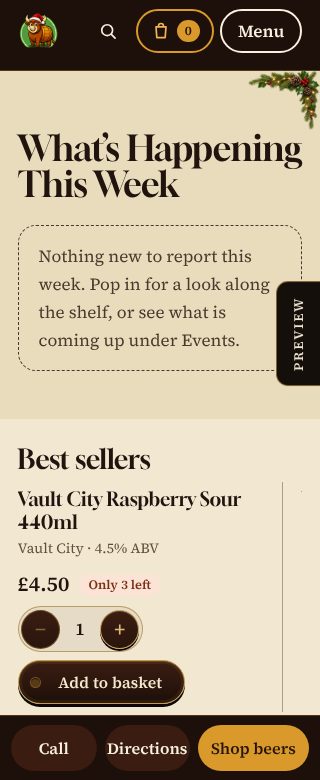 0
Menu
What's Happening
This Week
Nothing new to report this
week. Pop in for a look along
the shelf, or see what is
coming up under Events.
PREVIEW
Best sellers
Vault City Raspberry Sour
440ml
Vault City · 4.5% ABV
£4.50 Only 3 left
− 1 +
Add to basket
Call Directions Shop beers